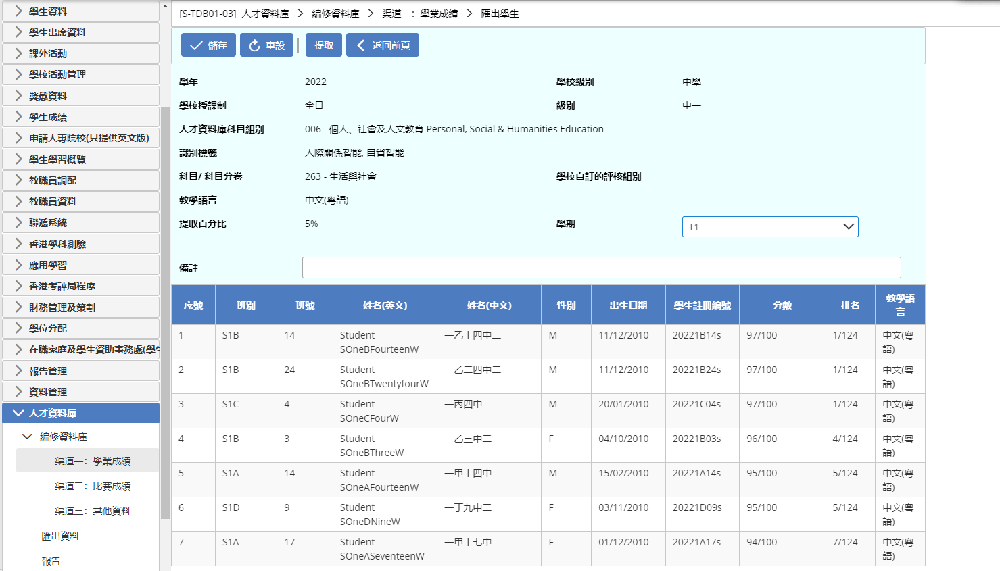 學生資料
學生出席資料
課外活動
學校活動管理
獎懲資料
學生成績
申請大專院校(只提供英文版)
學生學習概覽
教職員調配
教職員資料
聯遞系統
香港學科測驗
應用學習
香港考評局程序
財務管理及策劃
學位分配
在職家庭及學生資助事務處(學生
報告管理
資料管理
人才資料庫
編修資料庫
渠道一：學業成績
渠道二：比賽成績
渠道三：其他資料
匯出資料
報告
[S-TDB01-03] 人才資料庫 > 編修資料庫 > 渠道一：學業成績 > 匯出學生
儲存 重設 | 提取 返回前頁
學年 2022 學校級別 中學
學校授課制 全日 級別 中一
人才資料庫科目組別 006 - 個人、社會及人文教育 Personal, Social & Humanities Education
識別標籤 人際關係智能, 自省智能
科目/ 科目分卷 263 - 生活與社會 學校自訂的評核組別
教學語言 中文(粵語)
提取百分比 5% 學期 T1
備註
序號 班別 班號 姓名(英文) 姓名(中文) 性別 出生日期 學生註冊編號 分數 排名 教學語言
1 S1B 14 Student SOneBFourteenW 一乙十四中二 M 11/12/2010 20221B14s 97/100 1/124 中文(粵語)
2 S1B 24 Student SOneBTwentyfourW 一乙二四中二 M 11/12/2010 20221B24s 97/100 1/124 中文(粵語)
3 S1C 4 Student SOneCFourW 一丙四中二 M 20/01/2010 20221C04s 97/100 1/124 中文(粵語)
4 S1B 3 Student SOneBThreeW 一乙三中二 F 04/10/2010 20221B03s 96/100 4/124 中文(粵語)
5 S1A 14 Student SOneAFourteenW 一甲十四中二 M 15/02/2010 20221A14s 95/100 5/124 中文(粵語)
6 S1D 9 Student SOneDNineW 一丁九中二 F 03/11/2010 20221D09s 95/100 5/124 中文(粵語)
7 S1A 17 Student SOneASeventeenW 一甲十七中二 F 01/12/2010 20221A17s 94/100 7/124 中文(粵語)